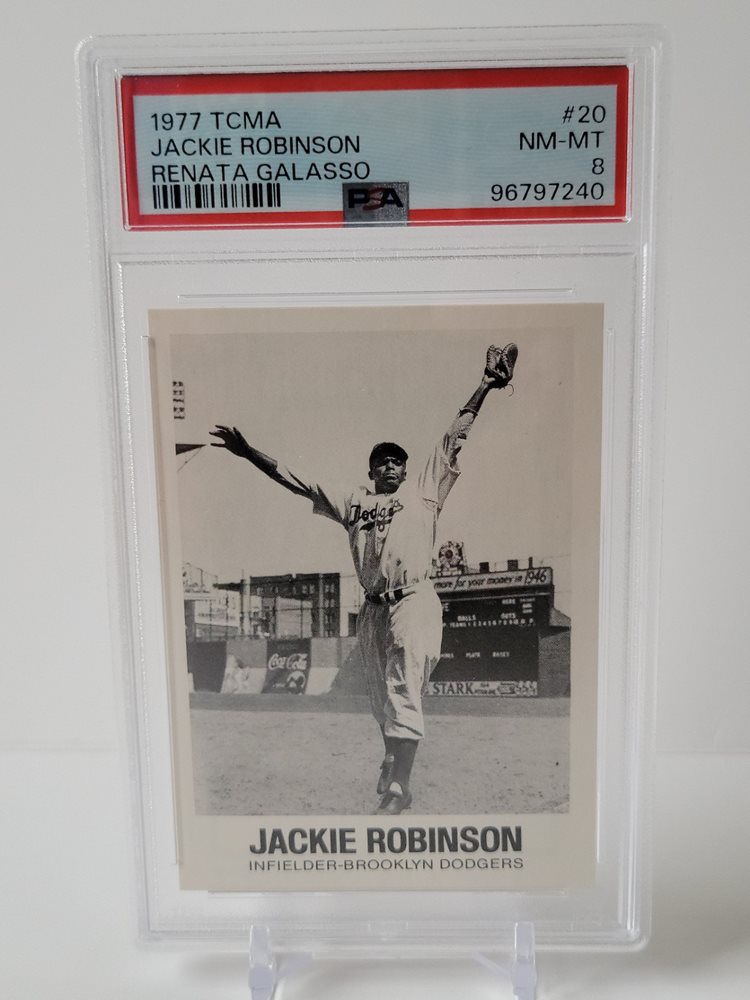 1977 TCMA #20
JACKIE ROBINSON NM-MT
RENATA GALASSO 8
PSA 96797240
Dodge
more for your money in 1946
BALLS OUTS
Coca-Cola
STARK
JACKIE ROBINSON
INFIELDER-BROOKLYN DODGERS